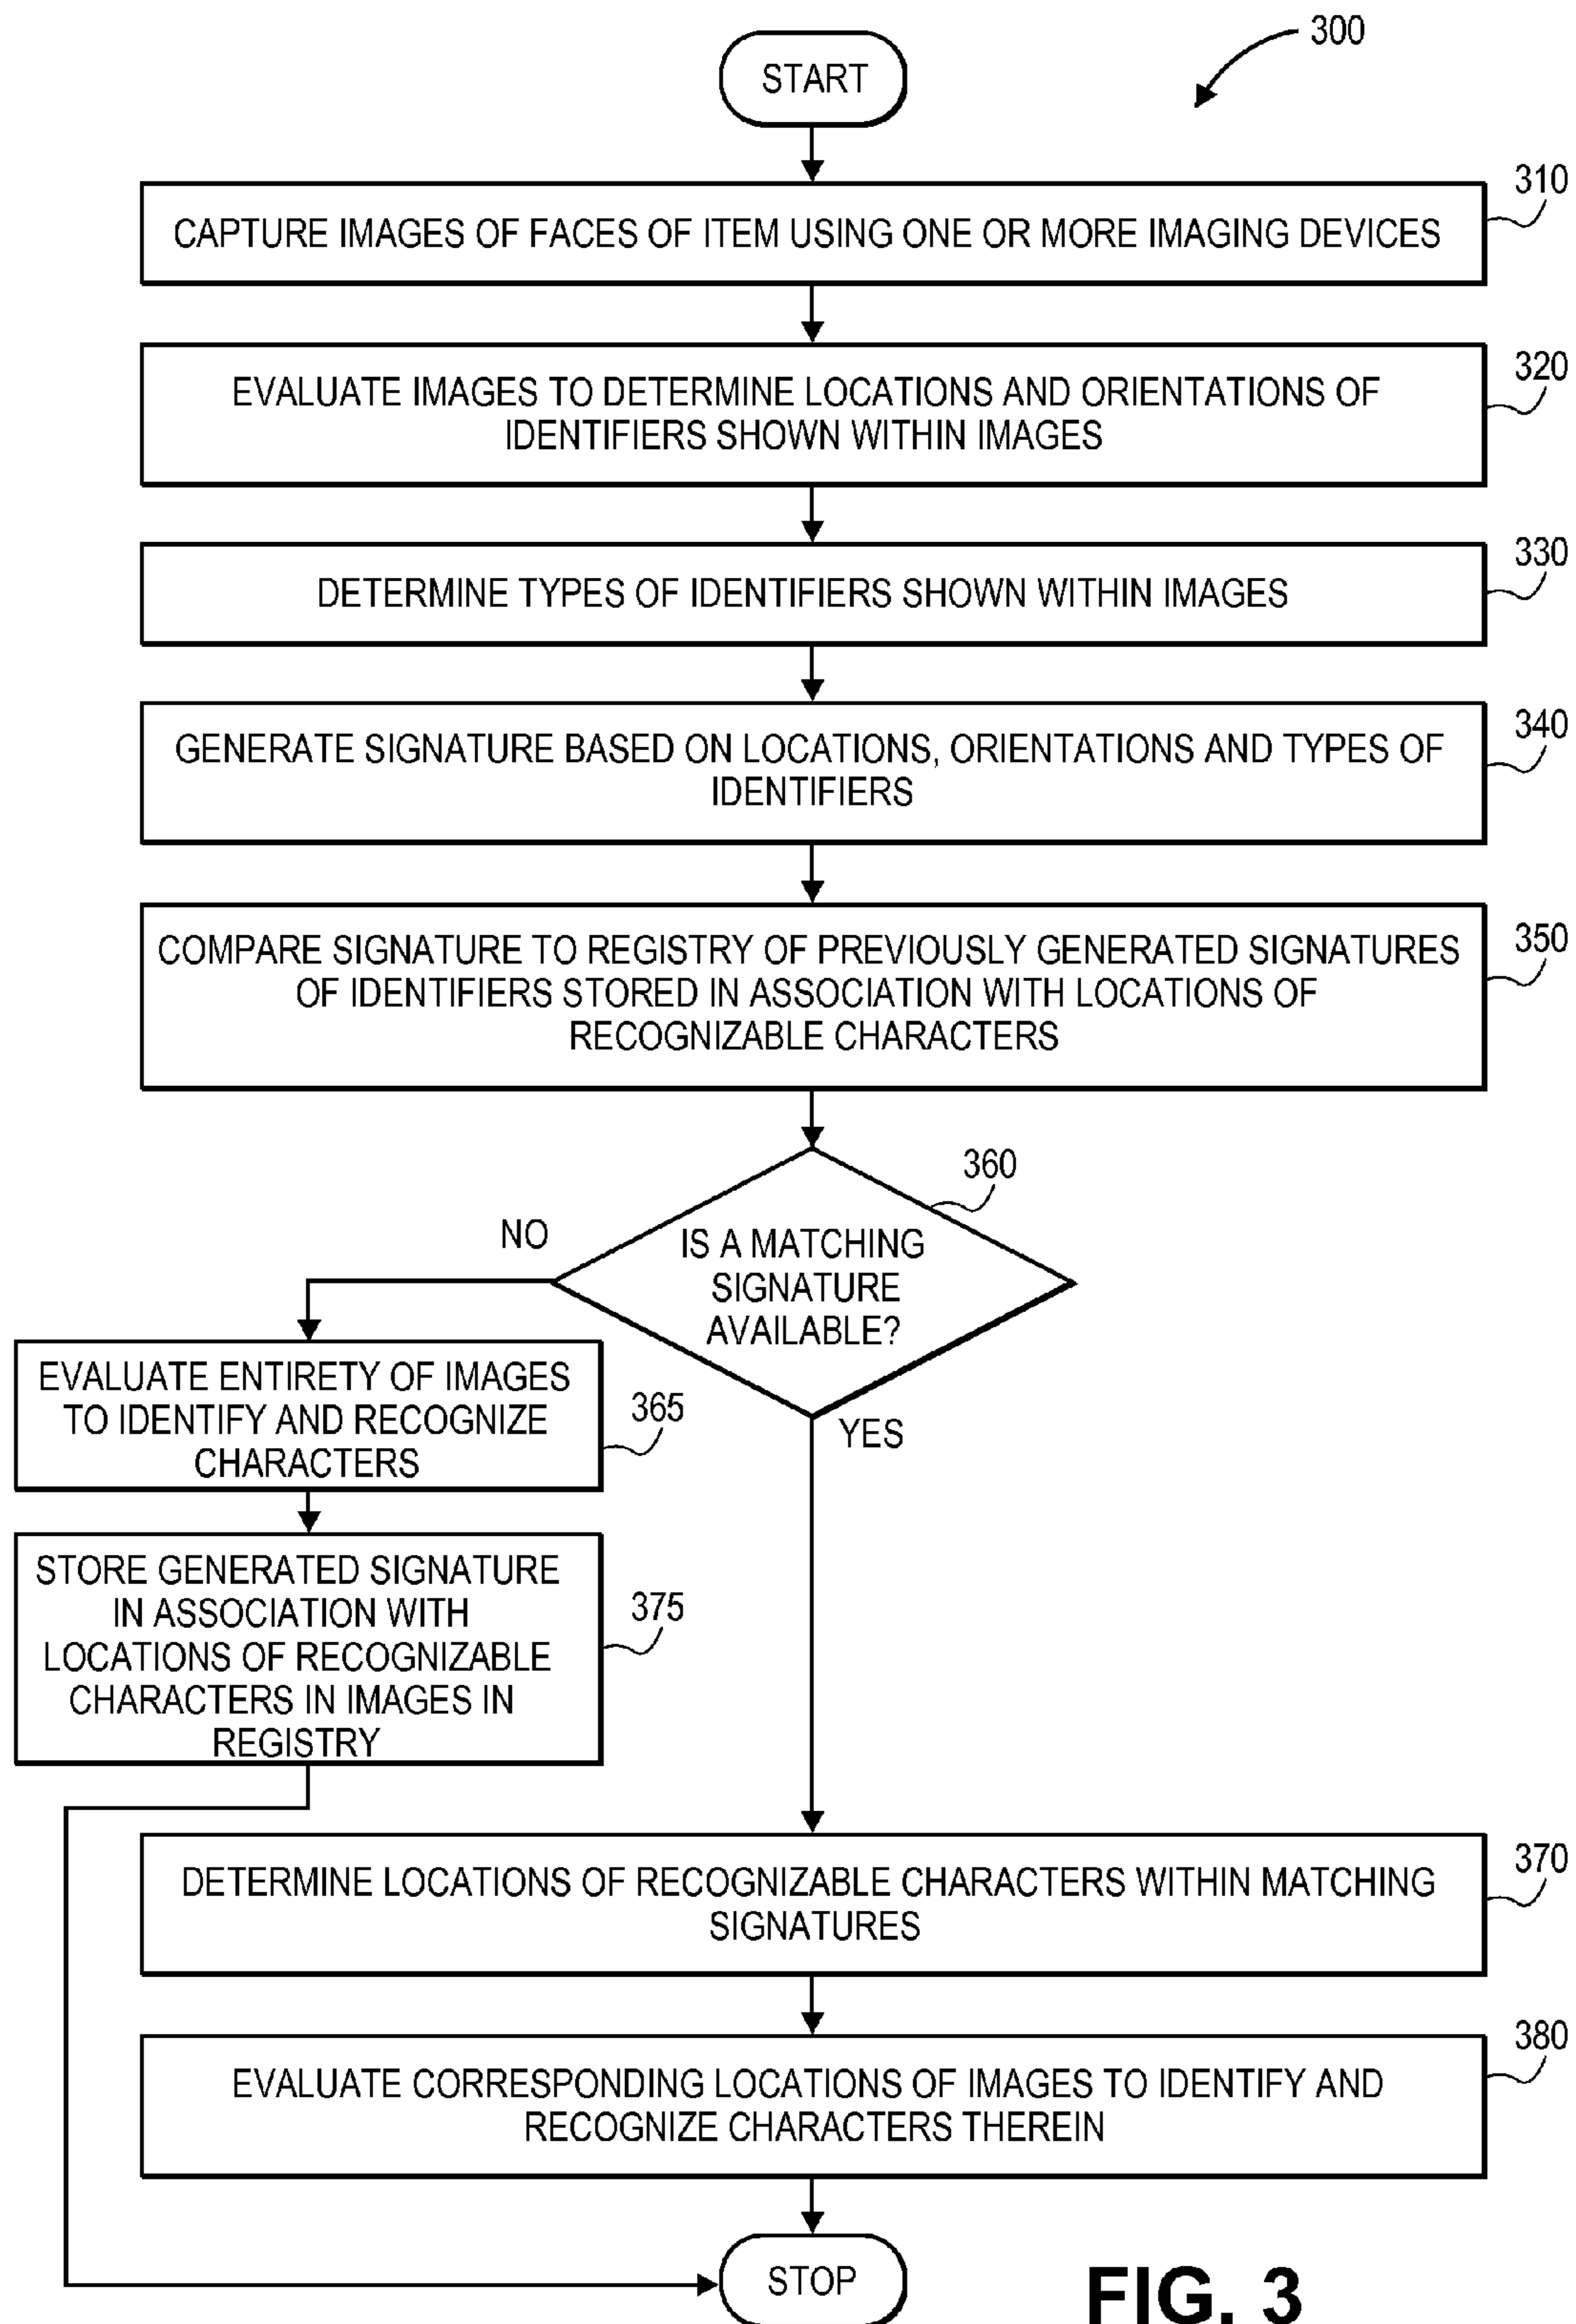 300
START
310
CAPTURE IMAGES OF FACES OF ITEM USING ONE OR MORE IMAGING DEVICES
320
EVALUATE IMAGES TO DETERMINE LOCATIONS AND ORIENTATIONS OF
IDENTIFIERS SHOWN WITHIN IMAGES
330
DETERMINE TYPES OF IDENTIFIERS SHOWN WITHIN IMAGES
340
GENERATE SIGNATURE BASED ON LOCATIONS, ORIENTATIONS AND TYPES OF
IDENTIFIERS
350
COMPARE SIGNATURE TO REGISTRY OF PREVIOUSLY GENERATED SIGNATURES
OF IDENTIFIERS STORED IN ASSOCIATION WITH LOCATIONS OF
RECOGNIZABLE CHARACTERS
360
NO
IS A MATCHING
SIGNATURE
AVAILABLE?
YES
EVALUATE ENTIRETY OF IMAGES
TO IDENTIFY AND RECOGNIZE
CHARACTERS
365
STORE GENERATED SIGNATURE
IN ASSOCIATION WITH
LOCATIONS OF RECOGNIZABLE
CHARACTERS IN IMAGES IN
REGISTRY
375
370
DETERMINE LOCATIONS OF RECOGNIZABLE CHARACTERS WITHIN MATCHING
SIGNATURES
380
EVALUATE CORRESPONDING LOCATIONS OF IMAGES TO IDENTIFY AND
RECOGNIZE CHARACTERS THEREIN
STOP
FIG. 3